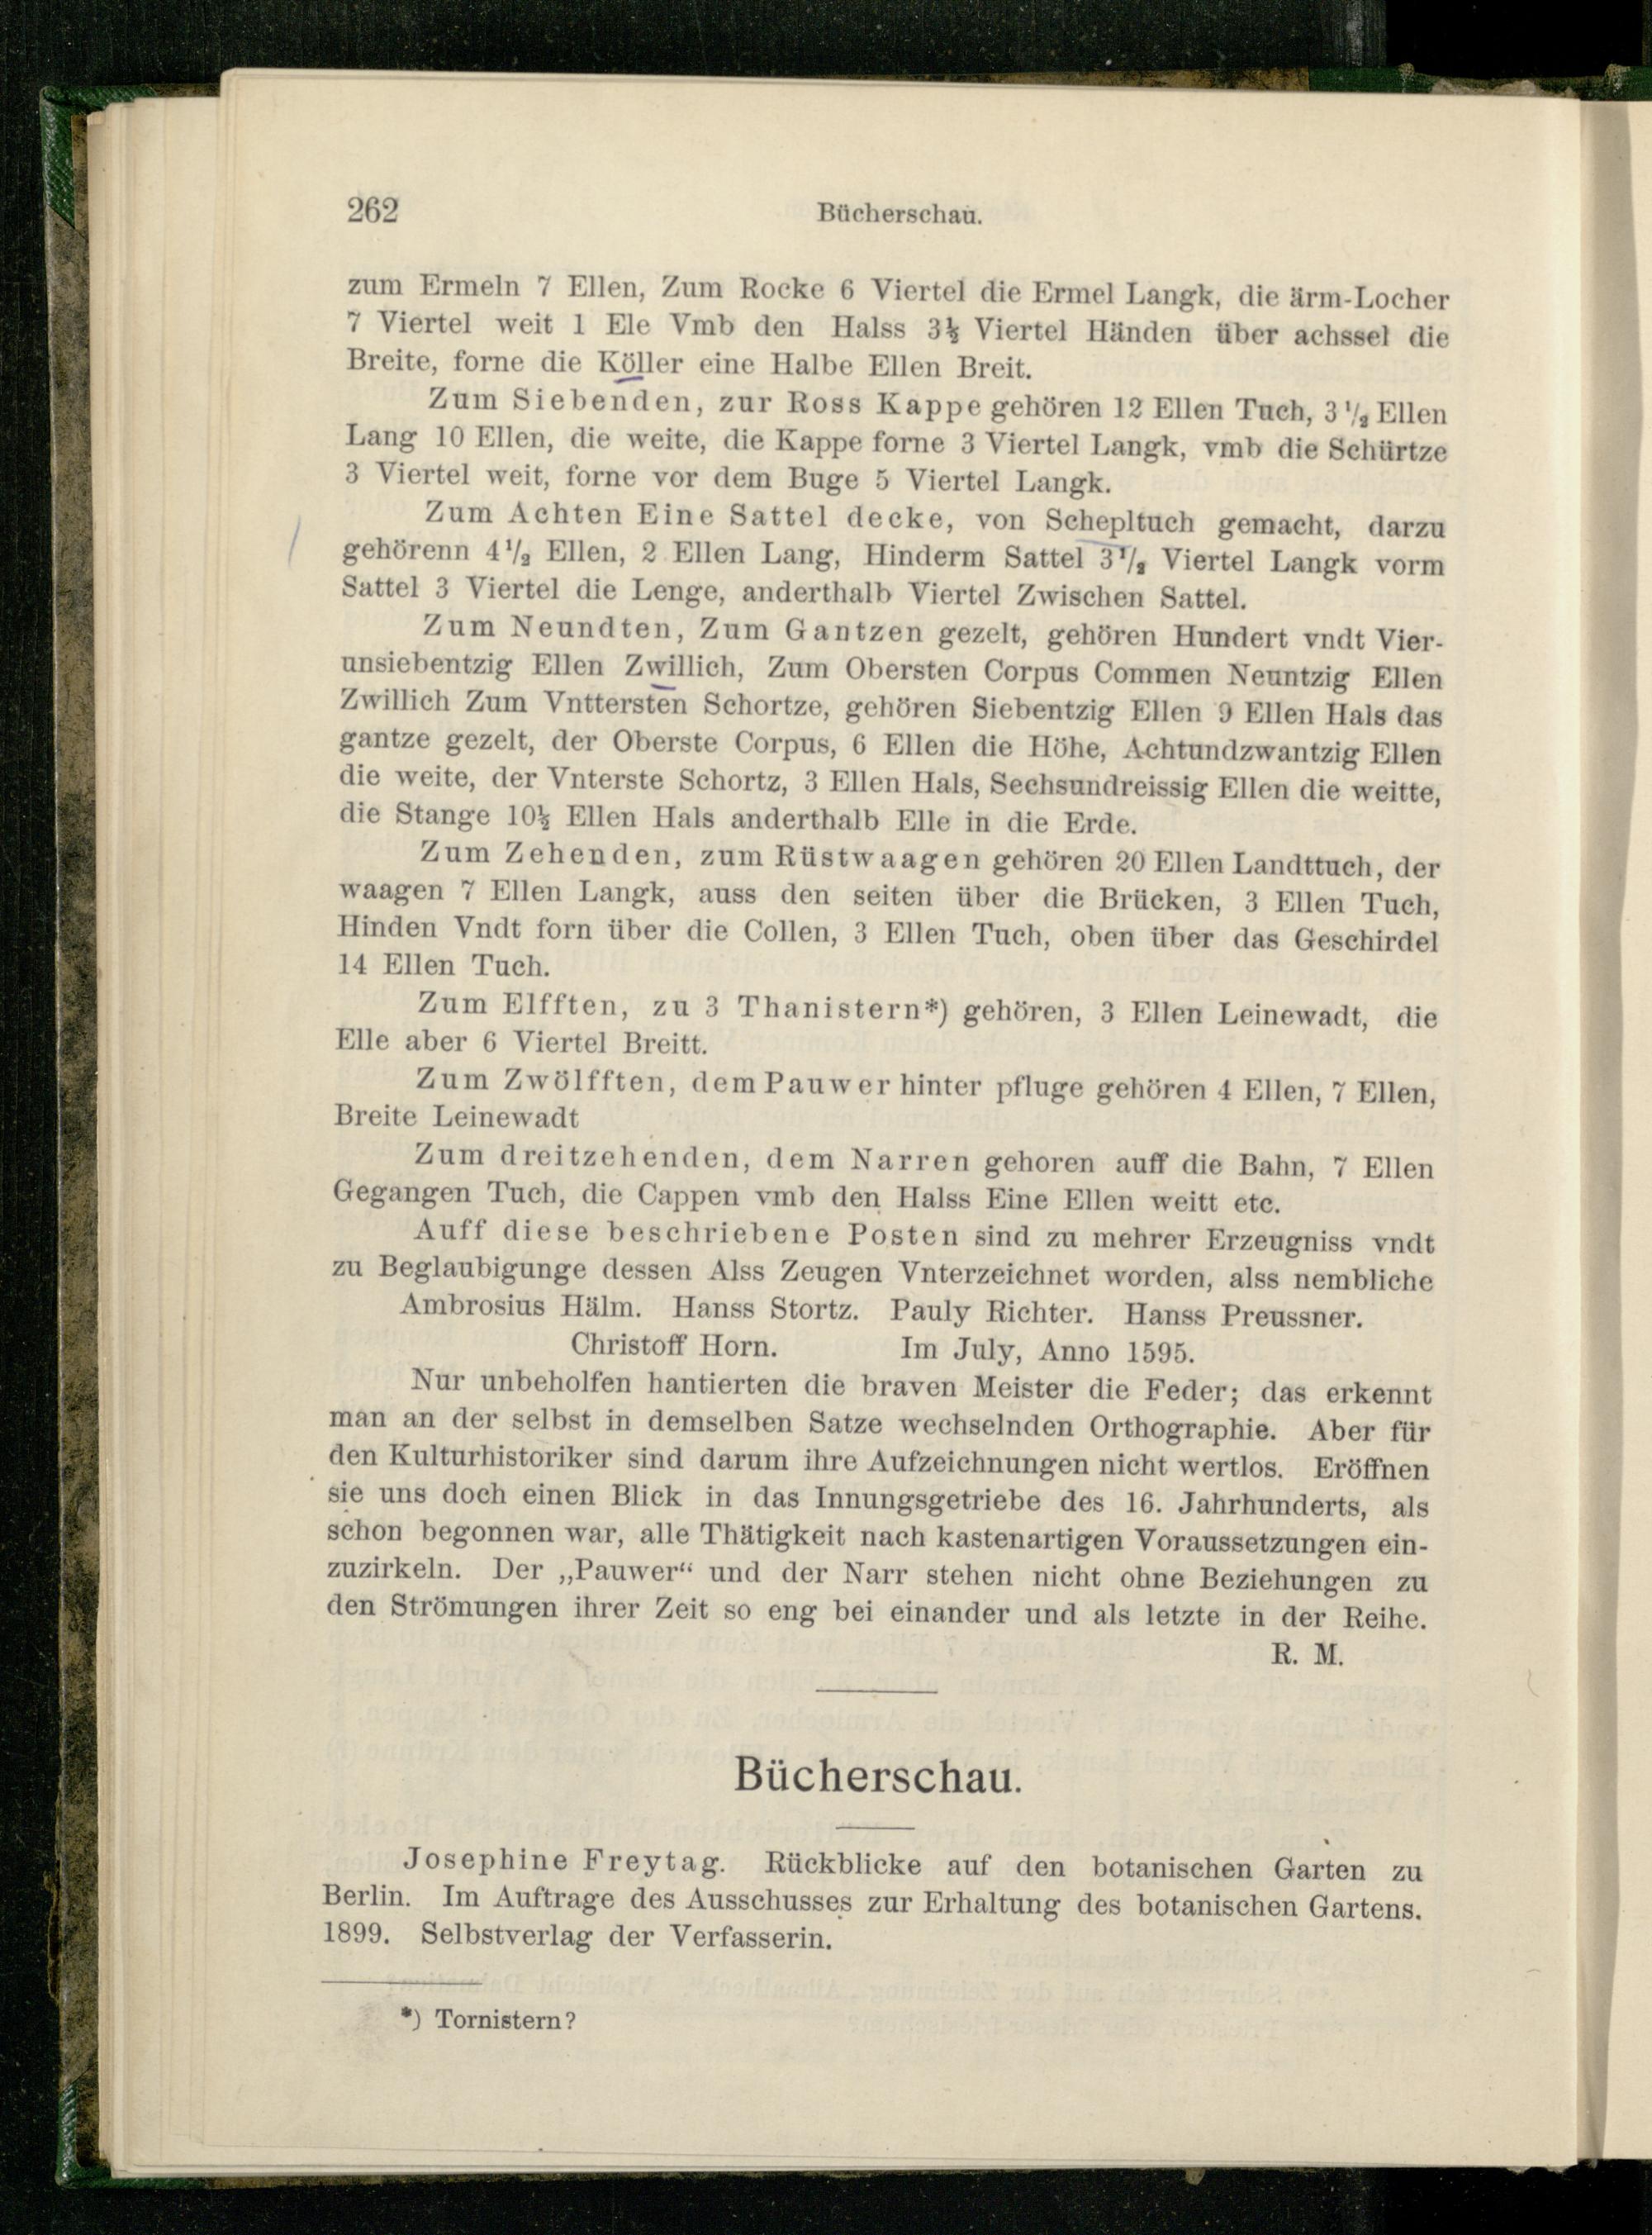 262
Bücherschau.
zum Ermeln 7 Ellen, Zum Rocke 6 Viertel die Ermel Langk, die ärm-Locher
7 Viertel weit 1 Ele Vmb den Halss 3½ Viertel Händen über achssel die
Breite, forne die Köller eine Halbe Ellen Breit.
Zum Siebenden, zur Ross Kappe gehören 12 Ellen Tuch, 3 1/2 Ellen
Lang 10 Ellen, die weite, die Kappe forne 3 Viertel Langk, vmb die Schürtze
3 Viertel weit, forne vor dem Buge 5 Viertel Langk.
Zum Achten Eine Sattel decke, von Schepltuch gemacht, darzu
gehörenn 4 1/2 Ellen, 2 Ellen Lang, Hinderm Sattel 3 1/2 Viertel Langk vorm
Sattel 3 Viertel die Lenge, anderthalb Viertel Zwischen Sattel.
Zum Neundten, Zum Gantzen gezelt, gehören Hundert vndt Vier-
unsiebentzig Ellen Zwillich, Zum Obersten Corpus Commen Neuntzig Ellen
Zwillich Zum Vnttersten Schortze, gehören Siebentzig Ellen 9 Ellen Hals das
gantze gezelt, der Oberste Corpus, 6 Ellen die Höhe, Achtundzwantzig Ellen
die weite, der Vnterste Schortz, 3 Ellen Hals, Sechsundreissig Ellen die weitte,
die Stange 10½ Ellen Hals anderthalb Elle in die Erde.
Zum Zehenden, zum Rüstwaagen gehören 20 Ellen Landttuch, der
waagen 7 Ellen Langk, auss den seiten über die Brücken, 3 Ellen Tuch,
Hinden Vndt forn über die Collen, 3 Ellen Tuch, oben über das Geschirdel
14 Ellen Tuch.
Zum Elfften, zu 3 Thanistern*) gehören, 3 Ellen Leinewadt, die
Elle aber 6 Viertel Breitt.
Zum Zwölfften, dem Pauwer hinter pfluge gehören 4 Ellen, 7 Ellen,
Breite Leinewadt
Zum dreitzehenden, dem Narren gehoren auff die Bahn, 7 Ellen
Gegangen Tuch, die Cappen vmb den Halss Eine Ellen weitt etc.
Auff diese beschriebene Posten sind zu mehrer Erzeugniss vndt
zu Beglaubigunge dessen Alss Zeugen Vnterzeichnet worden, alss nembliche
Ambrosius Hälm. Hanss Stortz. Pauly Richter. Hanss Preussner.
Christoff Horn. Im July, Anno 1595.
Nur unbeholfen hantierten die braven Meister die Feder; das erkennt
man an der selbst in demselben Satze wechselnden Orthographie. Aber für
den Kulturhistoriker sind darum ihre Aufzeichnungen nicht wertlos. Eröffnen
sie uns doch einen Blick in das Innungsgetriebe des 16. Jahrhunderts, als
schon begonnen war, alle Thätigkeit nach kastenartigen Voraussetzungen ein-
zuzirkeln. Der „Pauwer“ und der Narr stehen nicht ohne Beziehungen zu
den Strömungen ihrer Zeit so eng bei einander und als letzte in der Reihe.
R. M.
Bücherschau.
Josephine Freytag. Rückblicke auf den botanischen Garten zu
Berlin. Im Auftrage des Ausschusses zur Erhaltung des botanischen Gartens.
1899. Selbstverlag der Verfasserin.
*) Tornistern?